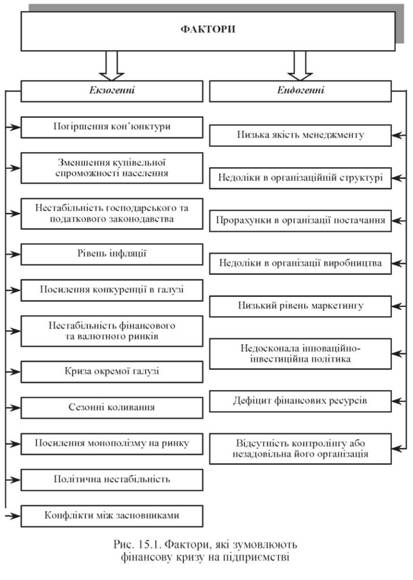 ФАКТОРИ
Екзогенні
Погіршення кон’юнктури
Зменшення купівельної
спроможності населення
Нестабільність господарського та
податкового законодавства
Рівень інфляції
Посилення конкуренції в галузі
Нестабільність фінансового
та валютного ринків
Криза окремої галузі
Сезонні коливання
Посилення монополізму на ринку
Політична нестабільність
Конфлікти між засновниками
Ендогенні
Низька якість менеджменту
Недоліки в організаційній структурі
Прорахунки в організації постачання
Недоліки в організації виробництва
Низький рівень маркетингу
Недосконала інноваційно-
інвестиційна політика
Дефіцит фінансових ресурсів
Відсутність контролінгу або
незадовільна його організація
Рис. 15.1. Фактори, які зумовлюють
фінансову кризу на підприємстві